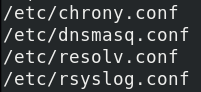 /etc/chrony.conf
/etc/dnsmasq.conf
/etc/resolv.conf
/etc/rsyslog.conf